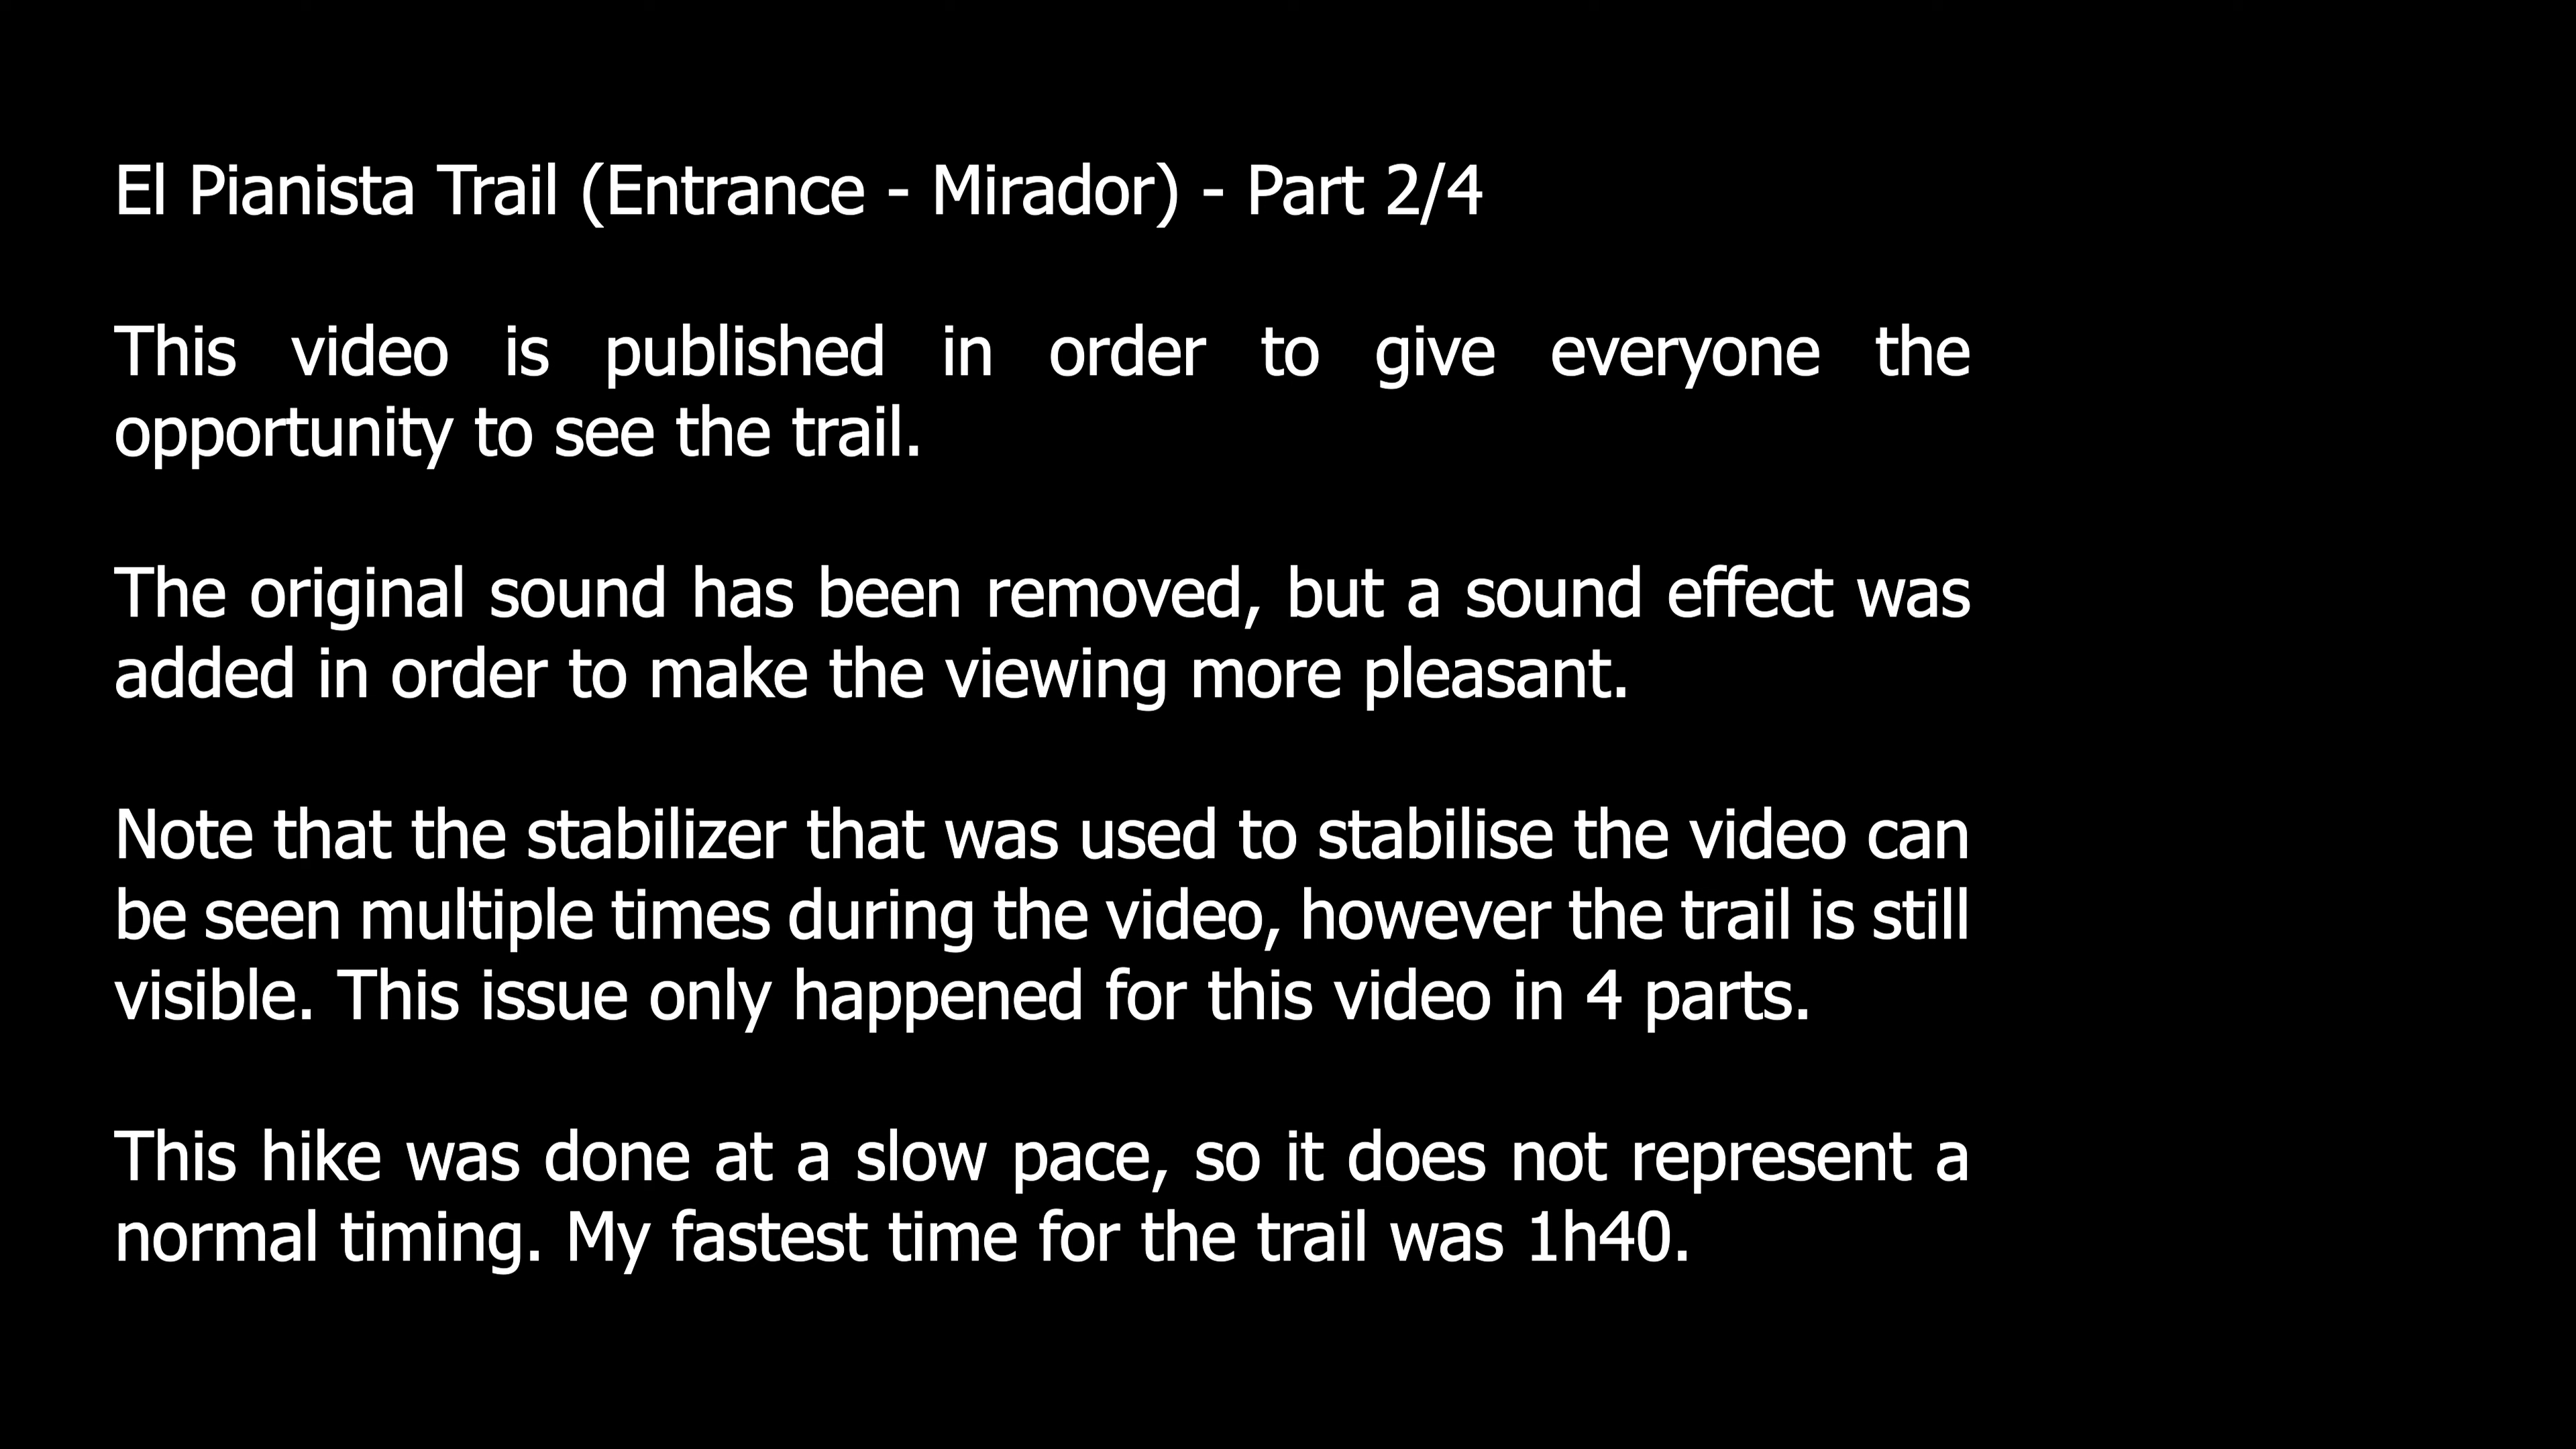 El Pianista Trail (Entrance - Mirador) - Part 2/4
This video is published in order to give everyone the
opportunity to see the trail.
The original sound has been removed, but a sound effect was
added in order to make the viewing more pleasant.
Note that the stabilizer that was used to stabilise the video can
be seen multiple times during the video, however the trail is still
visible. This issue only happened for this video in 4 parts.
This hike was done at a slow pace, so it does not represent a
normal timing. My fastest time for the trail was 1h40.